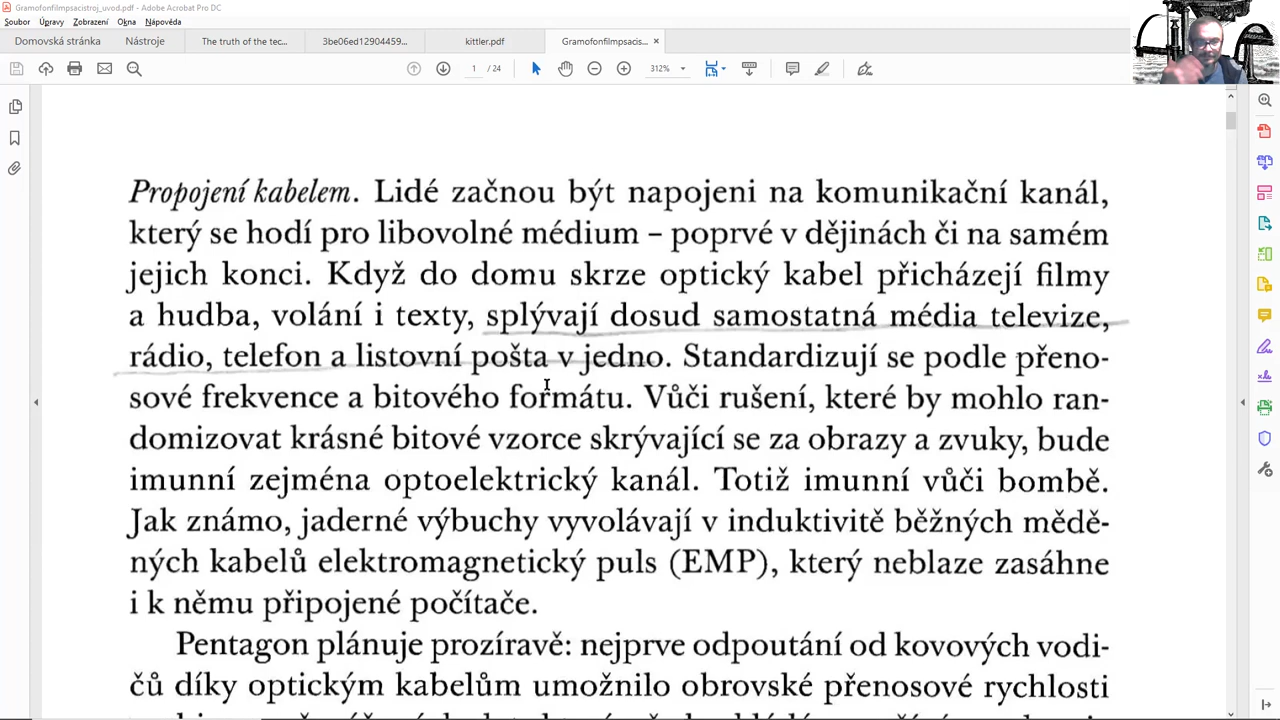 Gramofonfilmpsacistroj_uvod.pdf - Adobe Acrobat Pro DC
Soubor Úpravy Zobrazení Okna Nápověda
Domovská stránka Nástroje The truth of the tec... 3be06ed12904459... kittler.pdf Gramofonfilmpsacis... ×
1 / 24 312%
Propojení kabelem. Lidé začnou být napojeni na komunikační kanál,
který se hodí pro libovolné médium – poprvé v dějinách či na samém
jejich konci. Když do domu skrze optický kabel přicházejí filmy
a hudba, volání i texty, splývají dosud samostatná média televize,
rádio, telefon a listovní pošta v jedno. Standardizují se podle přeno-
sové frekvence a bitového formátu. Vůči rušení, které by mohlo ran-
domizovat krásné bitové vzorce skrývající se za obrazy a zvuky, bude
imunní zejména optoelektrický kanál. Totiž imunní vůči bombě.
Jak známo, jaderné výbuchy vyvolávají v induktivitě běžných mědě-
ných kabelů elektromagnetický puls (EMP), který neblaze zasáhne
i k němu připojené počítače.
Pentagon plánuje prozíravě: nejprve odpoutání od kovových vodi-
čů díky optickým kabelům umožnilo obrovské přenosové rychlosti